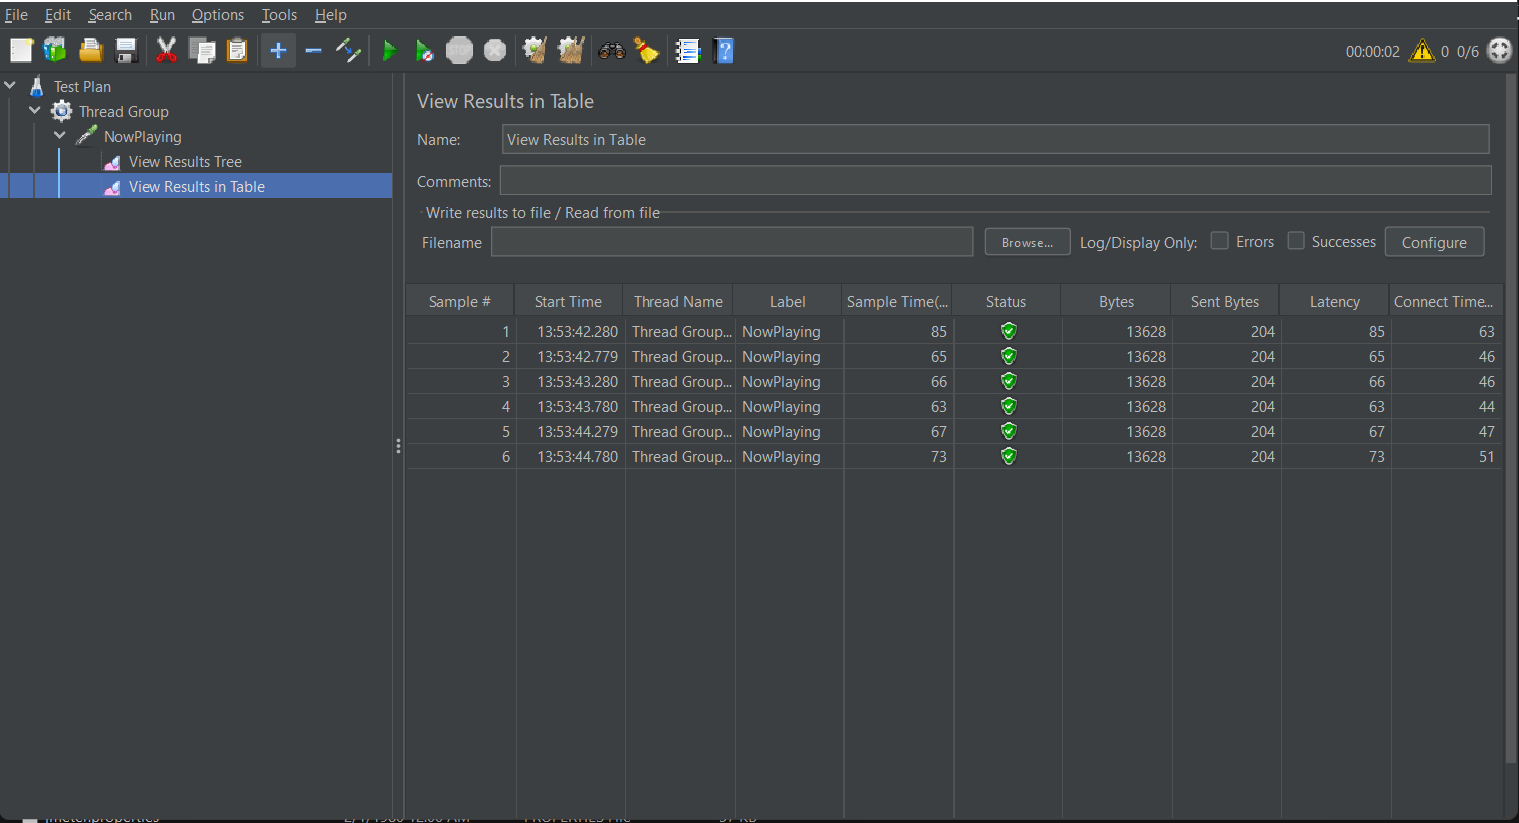 File Edit Search Run Options Tools Help
STOP
00:00:02 0 0/6
Test Plan
Thread Group
NowPlaying
View Results Tree
View Results in Table
View Results in Table
Name: View Results in Table
Comments:
Write results to file / Read from file
Filename Browse... Log/Display Only: Errors Successes Configure
Sample # Start Time Thread Name Label Sample Time(... Status Bytes Sent Bytes Latency Connect Time...
1 13:53:42.280 Thread Group... NowPlaying 85 13628 204 85 63
2 13:53:42.779 Thread Group... NowPlaying 65 13628 204 65 46
3 13:53:43.280 Thread Group... NowPlaying 66 13628 204 66 46
4 13:53:43.780 Thread Group... NowPlaying 63 13628 204 63 44
5 13:53:44.279 Thread Group... NowPlaying 67 13628 204 67 47
6 13:53:44.780 Thread Group... NowPlaying 73 13628 204 73 51